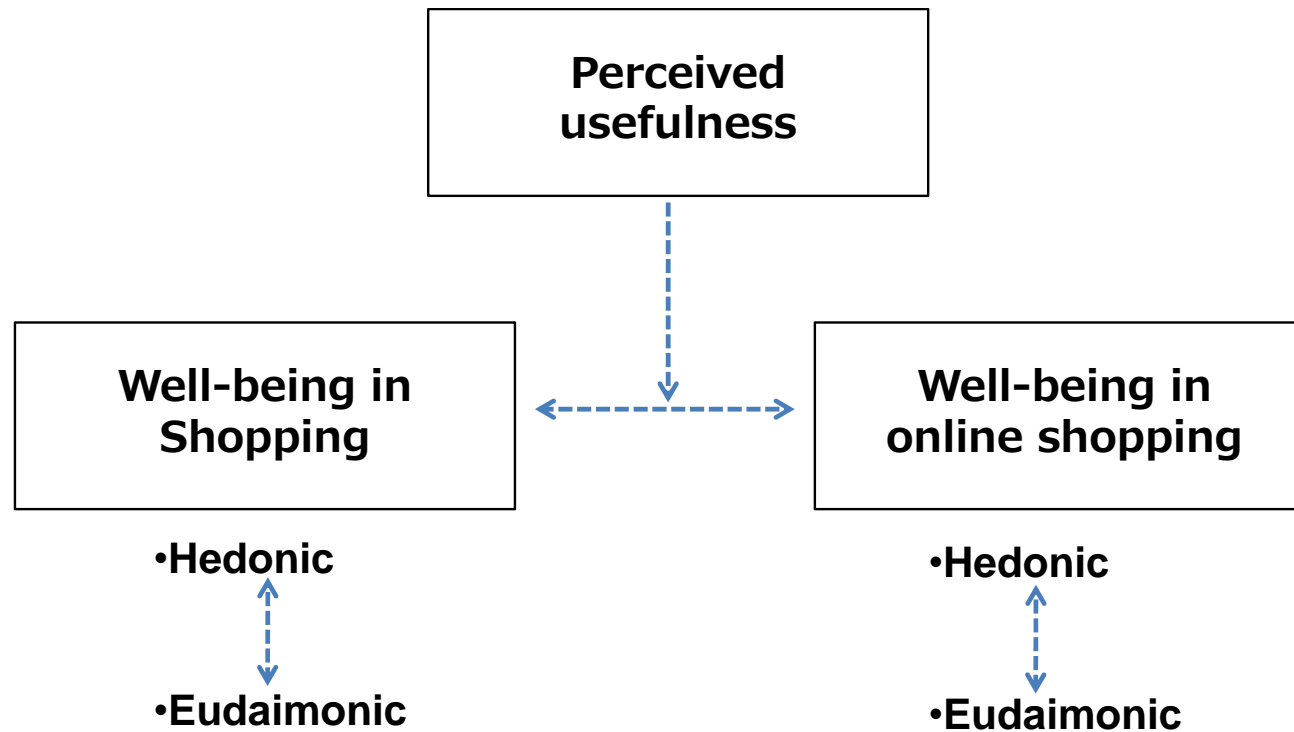 Perceived
usefulness
Well-being in
Shopping
Well-being in
online shopping
•Hedonic
•Eudaimonic
•Hedonic
•Eudaimonic